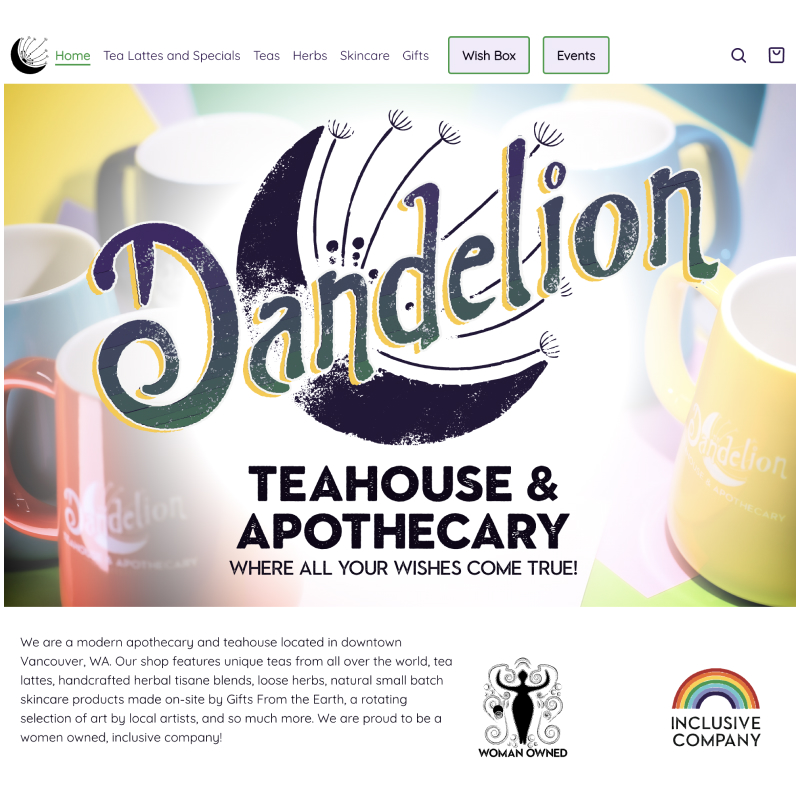 Home Tea Lattes and Specials Teas Herbs Skincare Gifts Wish Box Events
Dandelion
Dandelion
Dandelion
TEAHOUSE &
APOTHECARY
WHERE ALL YOUR WISHES COME TRUE!
We are a modern apothecary and teahouse located in downtown
Vancouver, WA. Our shop features unique teas from all over the world, tea
lattes, handcrafted herbal tisane blends, loose herbs, natural small batch
skincare products made on-site by Gifts From the Earth, a rotating
selection of art by local artists, and so much more. We are proud to be a
women owned, inclusive company!
WOMAN OWNED
INCLUSIVE
COMPANY